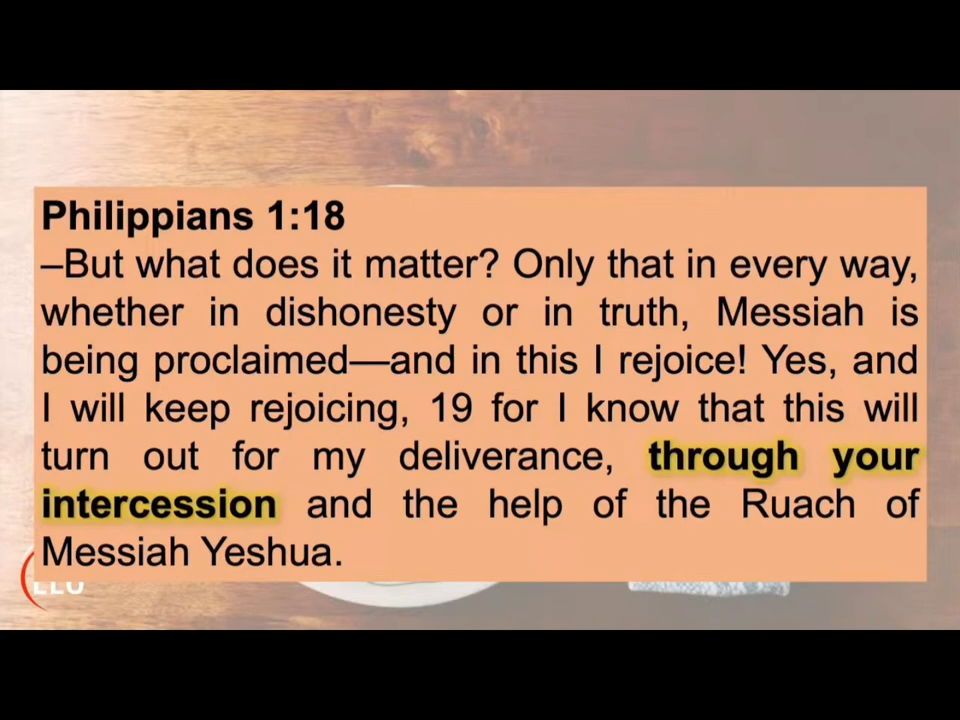 Philippians 1:18
–But what does it matter? Only that in every way,
whether in dishonesty or in truth, Messiah is
being proclaimed—and in this I rejoice! Yes, and
I will keep rejoicing, 19 for I know that this will
turn out for my deliverance, through your
intercession and the help of the Ruach of
Messiah Yeshua.